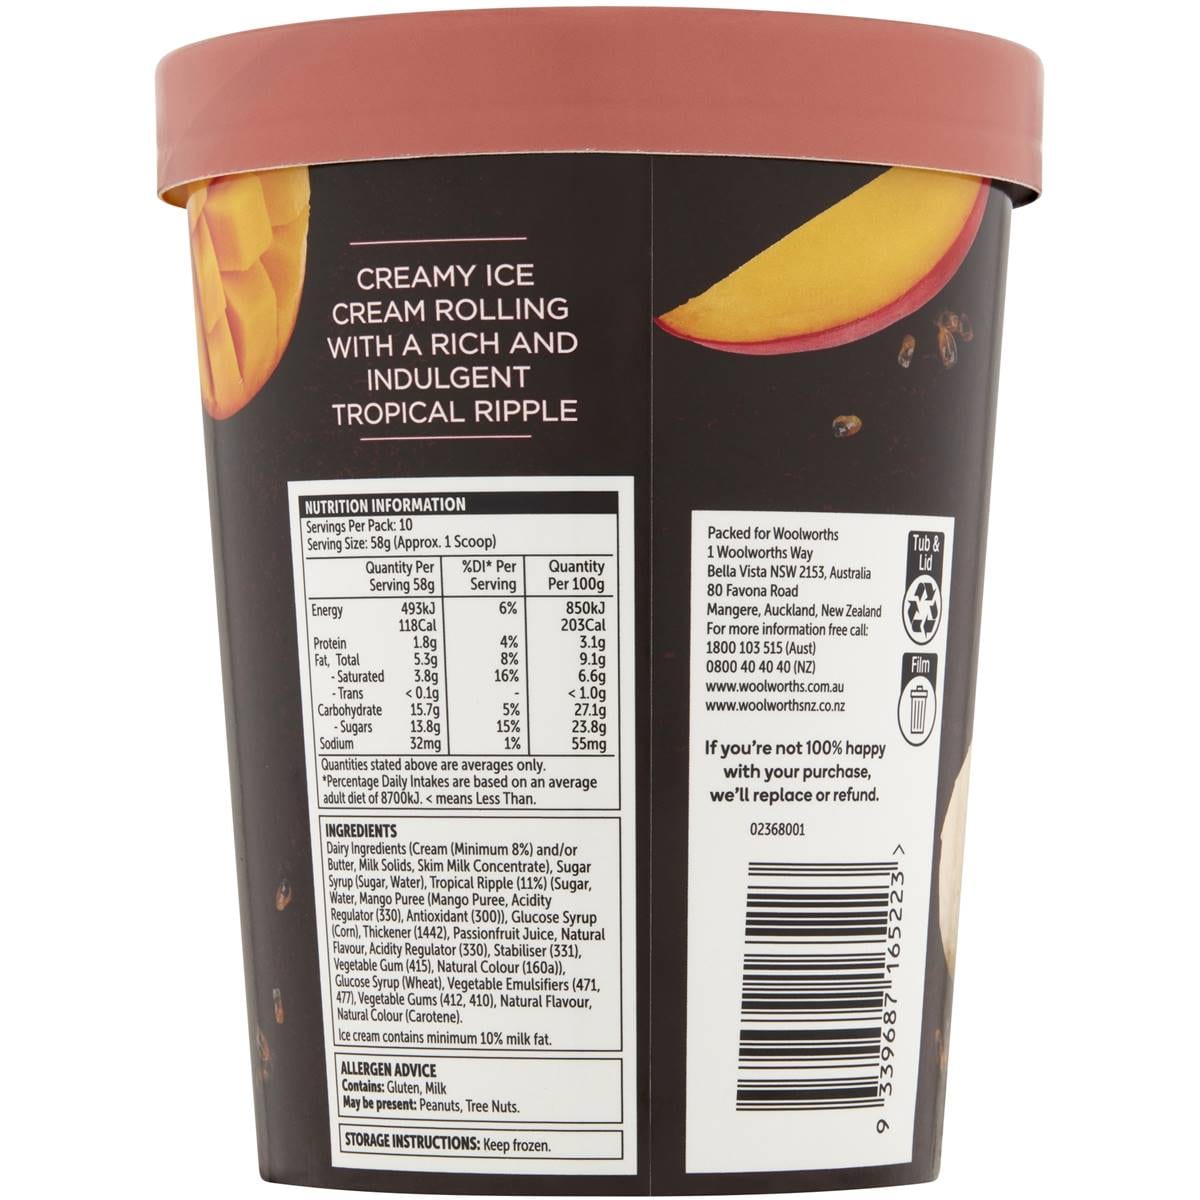 CREAMY ICE
CREAM ROLLING
WITH A RICH AND
INDULGENT
TROPICAL RIPPLE
NUTRITION INFORMATION
Servings Per Pack: 10
Serving Size: 58g (Approx. 1 Scoop)
Quantity Per Serving 58g %DI* Per Serving Quantity Per 100g
Energy 493kJ 6% 850kJ
118Cal 203Cal
Protein 1.8g 4% 3.1g
Fat, Total 5.3g 8% 9.1g
- Saturated 3.8g 16% 6.6g
- Trans < 0.1g - < 1.0g
Carbohydrate 15.7g 5% 27.1g
- Sugars 13.8g 15% 23.8g
Sodium 32mg 1% 55mg
Quantities stated above are averages only.
*Percentage Daily Intakes are based on an average
adult diet of 8700kJ. < means Less Than.
INGREDIENTS
Dairy Ingredients (Cream (Minimum 8%) and/or
Butter, Milk Solids, Skim Milk Concentrate), Sugar
Syrup (Sugar, Water), Tropical Ripple (11%) (Sugar,
Water, Mango Puree (Mango Puree, Acidity
Regulator (330), Antioxidant (300)), Glucose Syrup
(Corn), Thickener (1442), Passionfruit Juice, Natural
Flavour, Acidity Regulator (330), Stabiliser (331),
Vegetable Gum (415), Natural Colour (160a)),
Glucose Syrup (Wheat), Vegetable Emulsifiers (471,
477), Vegetable Gums (412, 410), Natural Flavour,
Natural Colour (Carotene).
Ice cream contains minimum 10% milk fat.
ALLERGEN ADVICE
Contains: Gluten, Milk
May be present: Peanuts, Tree Nuts.
STORAGE INSTRUCTIONS: Keep frozen.
Packed for Woolworths
1 Woolworths Way
Bella Vista NSW 2153, Australia
80 Favona Road
Mangere, Auckland, New Zealand
For more information free call:
1800 103 515 (Aust)
0800 40 40 40 (NZ)
www.woolworths.com.au
www.woolworthsnz.co.nz
Tub &
Lid
Film
If you're not 100% happy
with your purchase,
we'll replace or refund.
02368001
9 339687 165223 >